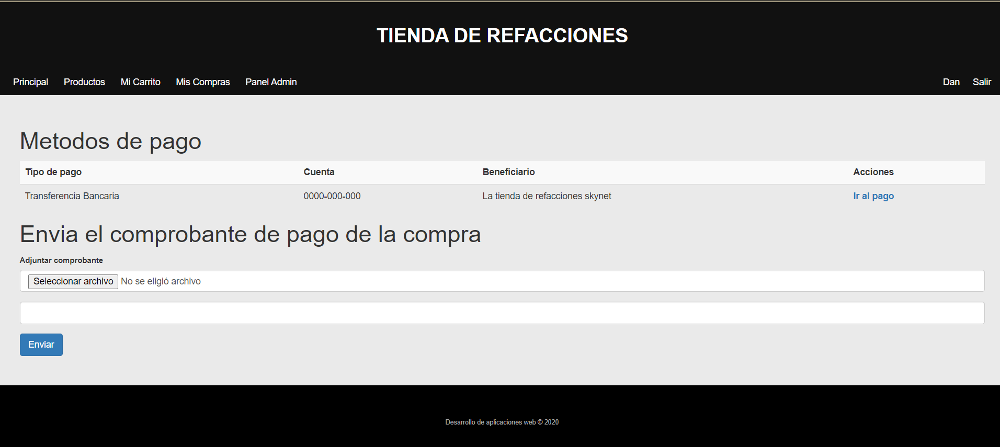 TIENDA DE REFACCIONES
Principal Productos Mi Carrito Mis Compras Panel Admin Dan Salir
Metodos de pago
Tipo de pago Cuenta Beneficiario Acciones
Transferencia Bancaria 0000-000-000 La tienda de refacciones skynet Ir al pago
Envia el comprobante de pago de la compra
Adjuntar comprobante
Seleccionar archivo No se eligió archivo
Enviar
Desarrollo de aplicaciones web © 2020